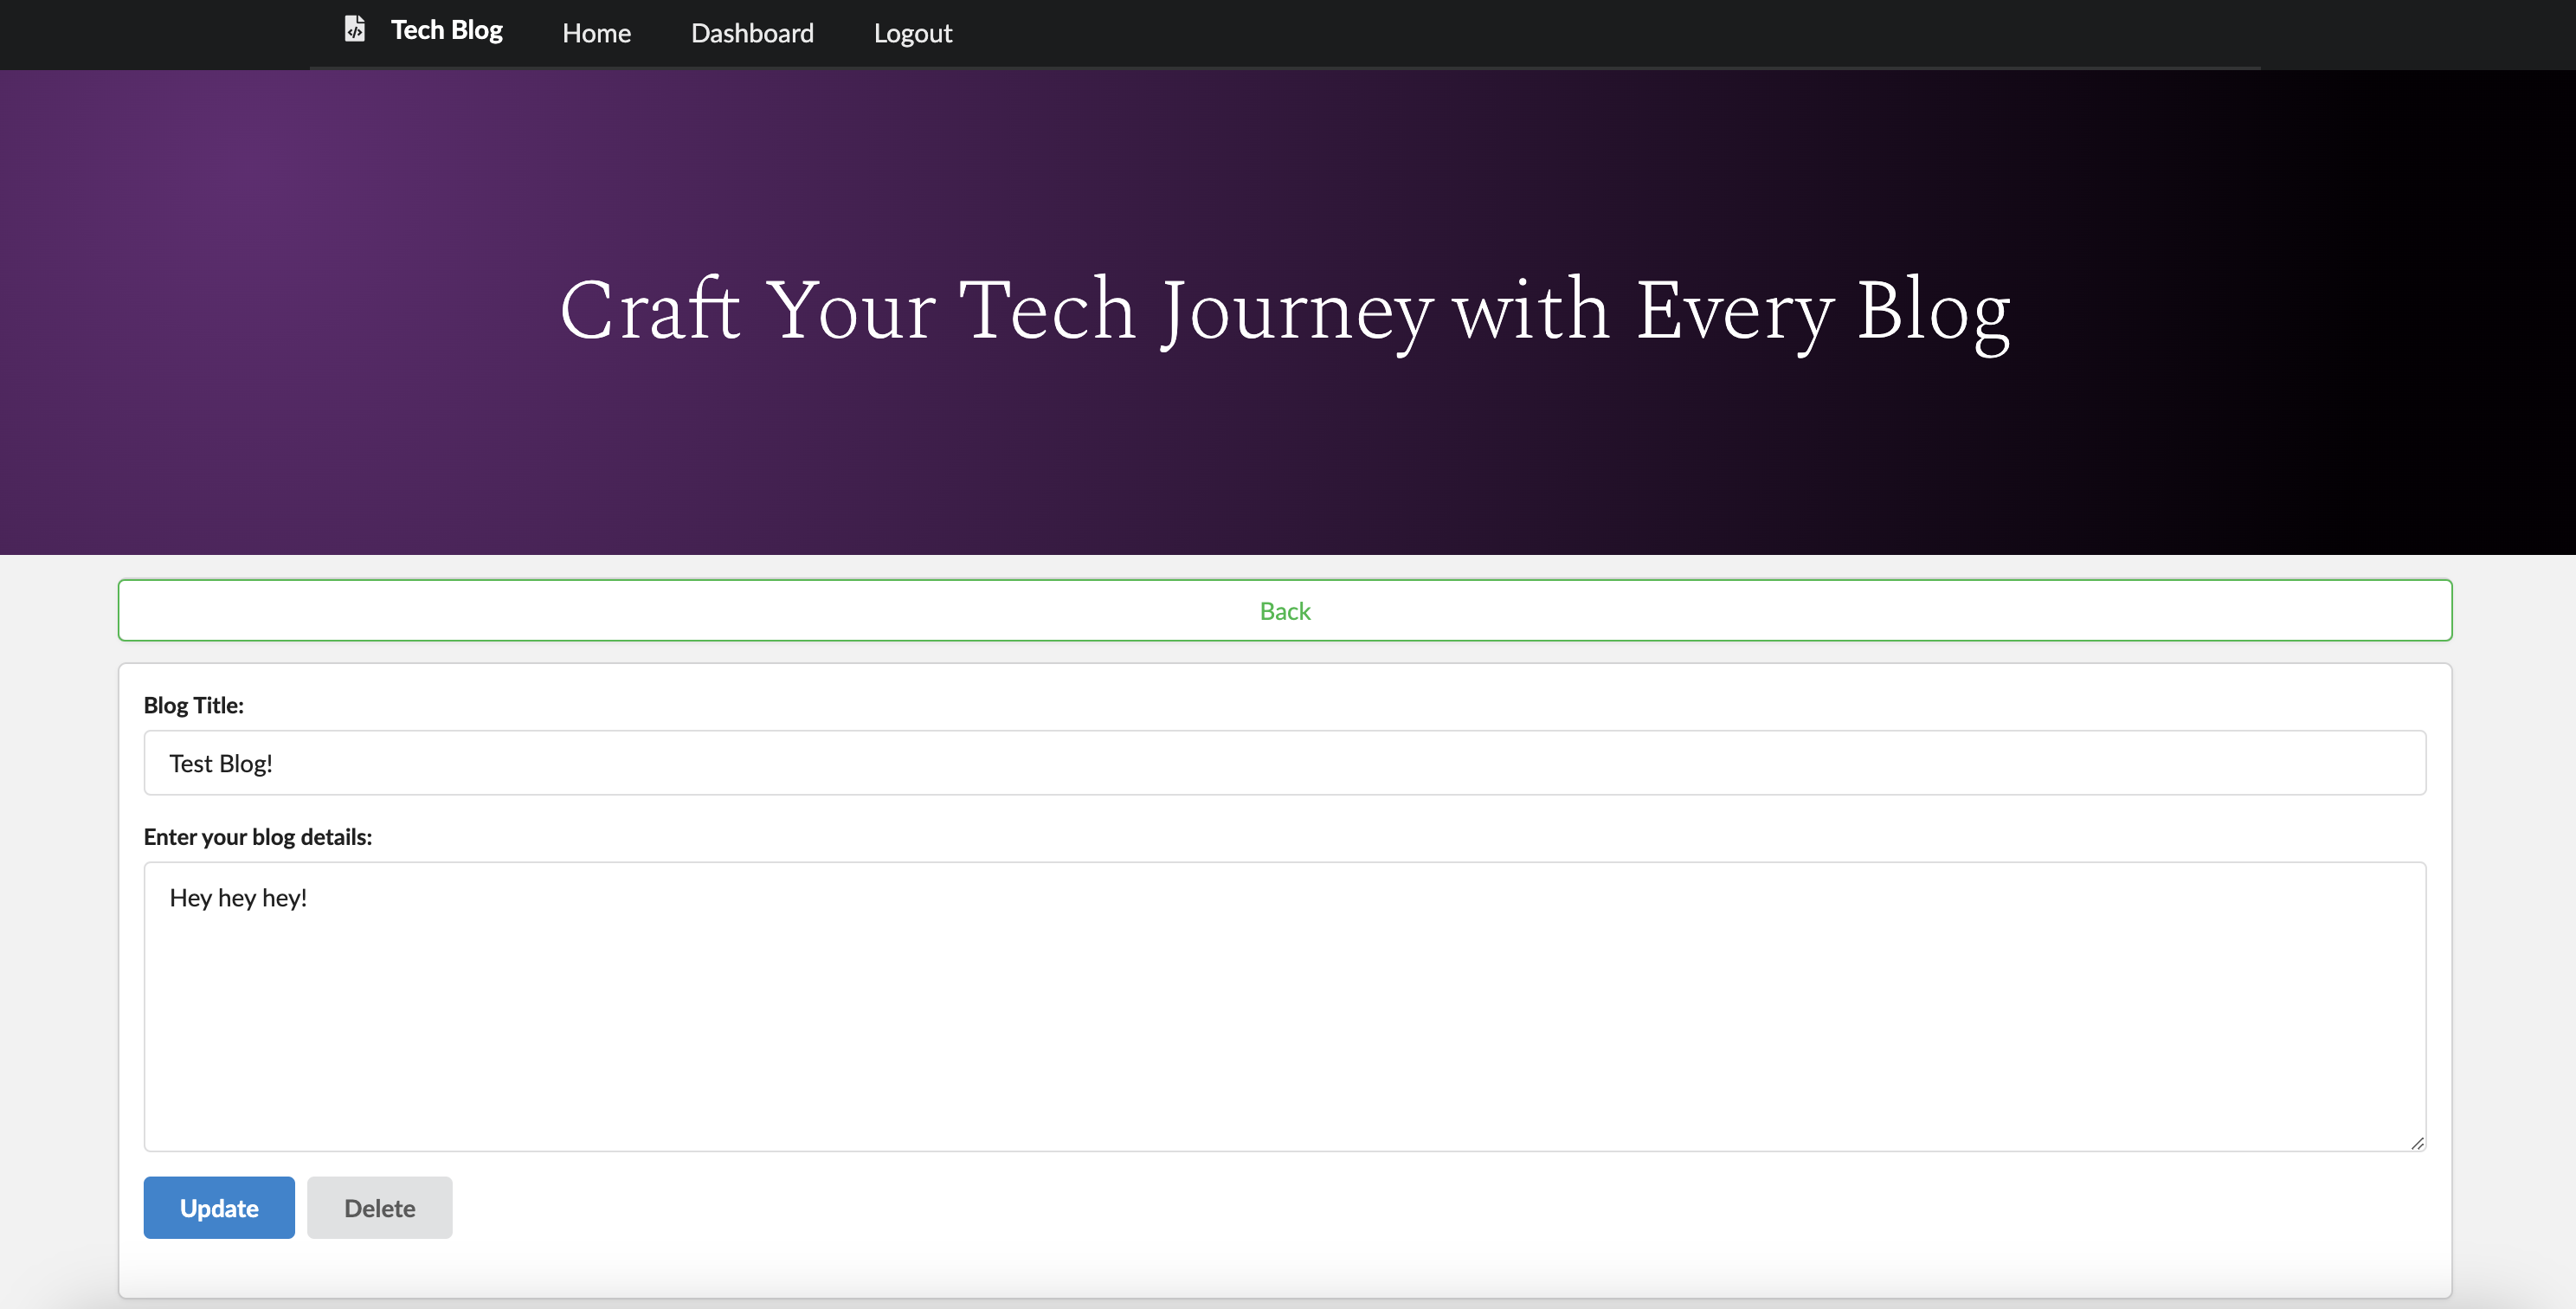 Tech Blog Home Dashboard Logout
Craft Your Tech Journey with Every Blog
Back
Blog Title:
Test Blog!
Enter your blog details:
Hey hey hey!
Update Delete